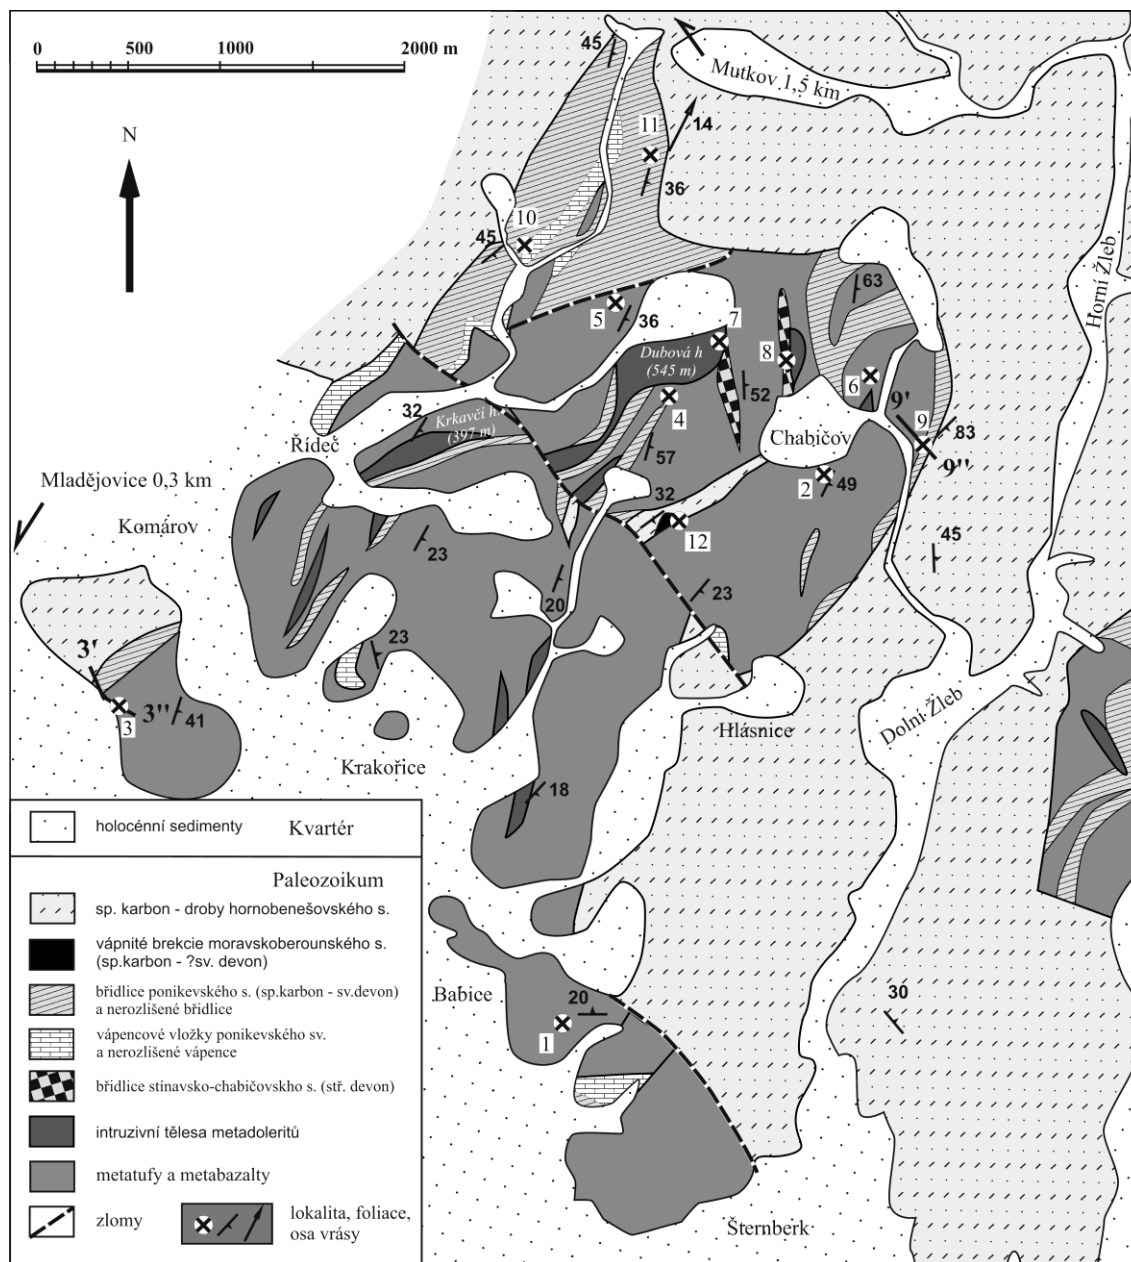 0 500 1000 2000 m
N
Mutkov 1,5 km
45
14
11
36
10
45
63
Horní Žleb
5
36
7
Dubová h
(545 m)
8
6
52
4
9'
9
83
9''
32
Krkavčí h.
(397 m)
Řídeč
57
Chabičov
2
49
Mladějovice 0,3 km
Komárov
32
12
45
23
20
23
23
3'
3''
3
41
Hlásnice
Dolní Žleb
Krakořice
18
holocénní sedimenty
Kvartér
Paleozoikum
sp. karbon - droby hornobenešovského s.
vápnité brekcie moravskoberounského s.
(sp.karbon - ?sv. devon)
břidlice ponikevského s. (sp.karbon - sv.devon)
a nerozlišené břidlice
vápencové vložky ponikevského sv.
a nerozlišené vápence
břidlice stínavsko-chabičovskho s. (stř. devon)
intruzivní tělesa metadoleritů
metatufy a metabazalty
zlomy
lokalita, foliace,
osa vrásy
Babice
20
1
30
Šternberk